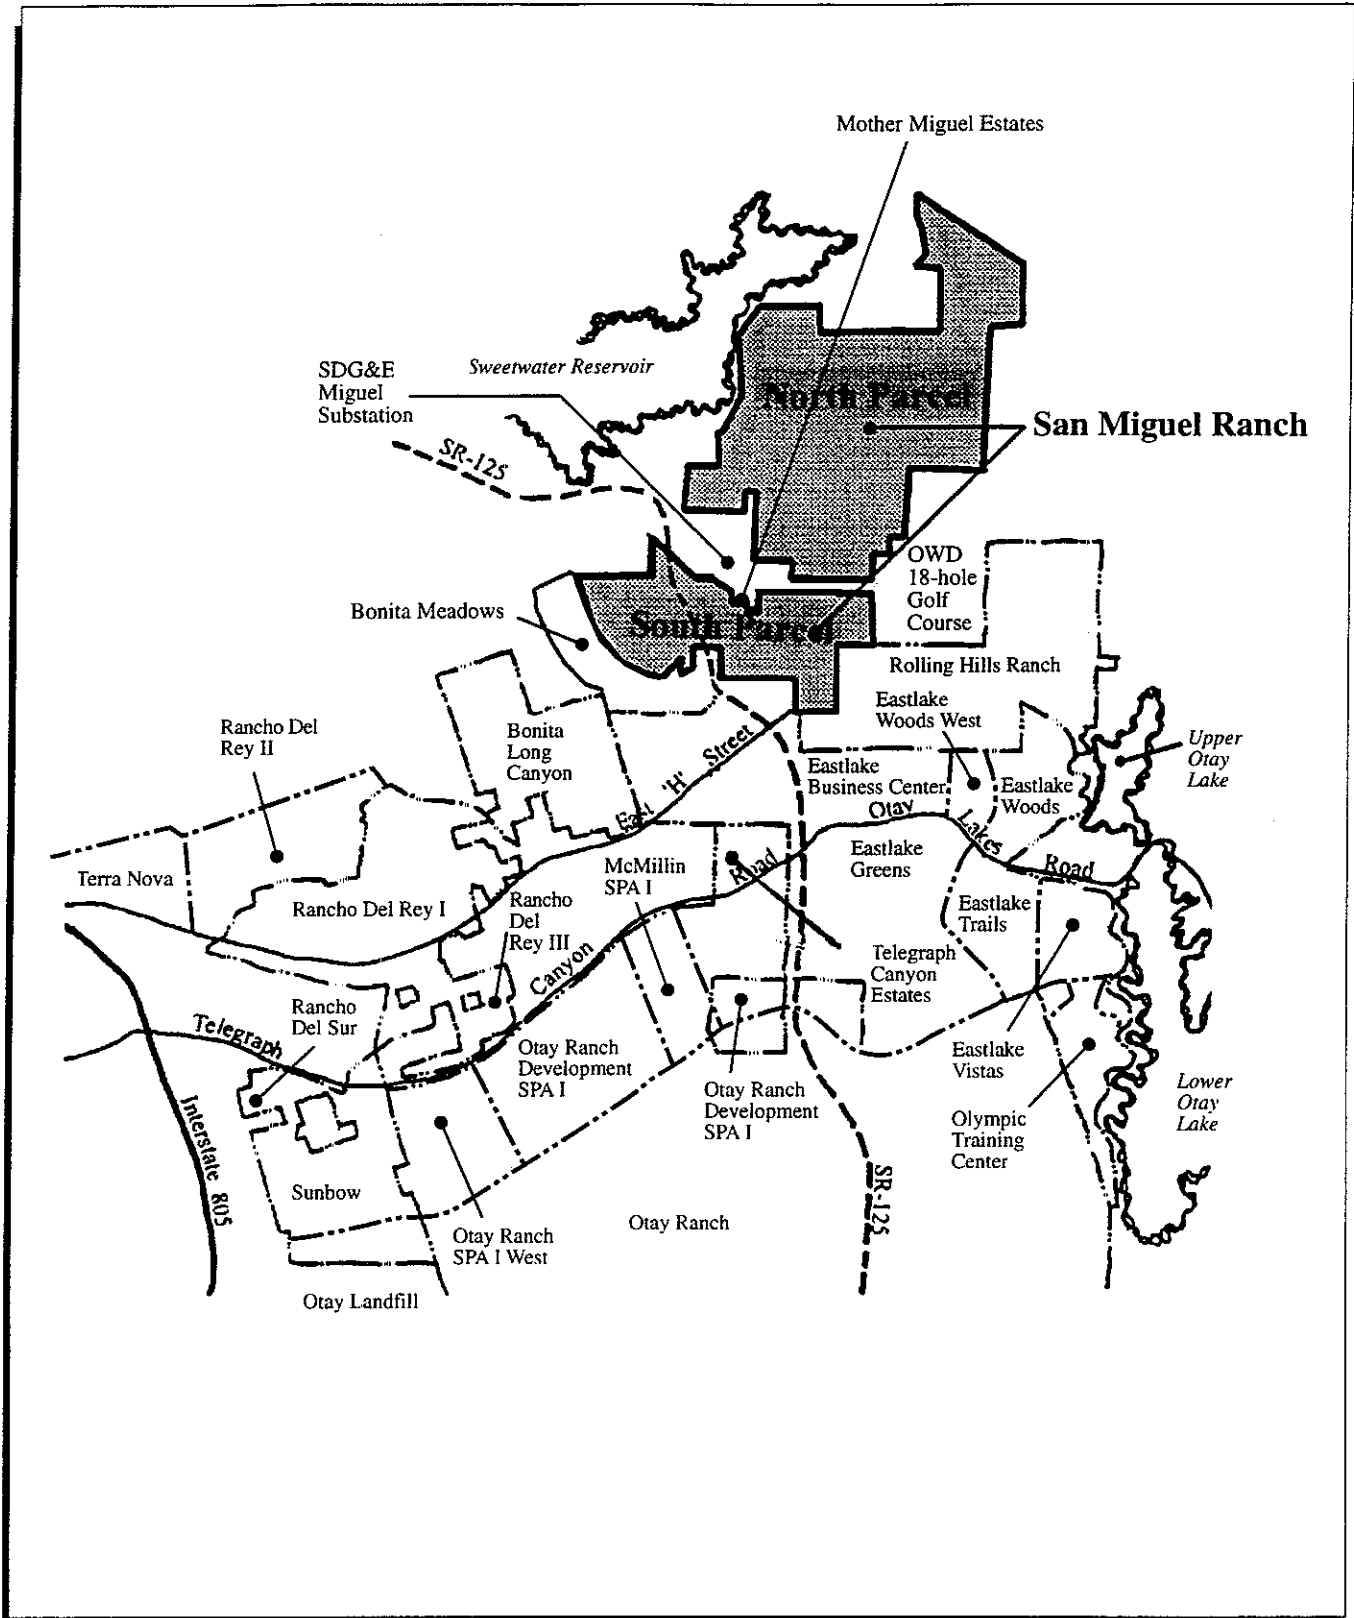 Mother Miguel Estates
SDG&E
Miguel
Substation
Sweetwater Reservoir
North Parcel
San Miguel Ranch
SR-125
OWD
18-hole
Golf
Course
Bonita Meadows
South Parcel
Rolling Hills Ranch
Eastlake
Woods West
Rancho Del
Rey II
Bonita
Long
Canyon
East 'H' Street
Upper
Otay
Lake
Eastlake
Business Center
Eastlake
Woods
Otay Lakes Road
Terra Nova
McMillin
SPA I
Road
Eastlake
Greens
Rancho Del Rey I
Rancho
Del
Rey III
Eastlake
Trails
Canyon
Telegraph
Canyon
Estates
Rancho
Del Sur
Telegraph
Otay Ranch
Development
SPA I
Eastlake
Vistas
Otay Ranch
Development
SPA I
Lower
Otay
Lake
Interstate 805
Olympic
Training
Center
Sunbow
SR-125
Otay Ranch
Otay Ranch
SPA I West
Otay Landfill